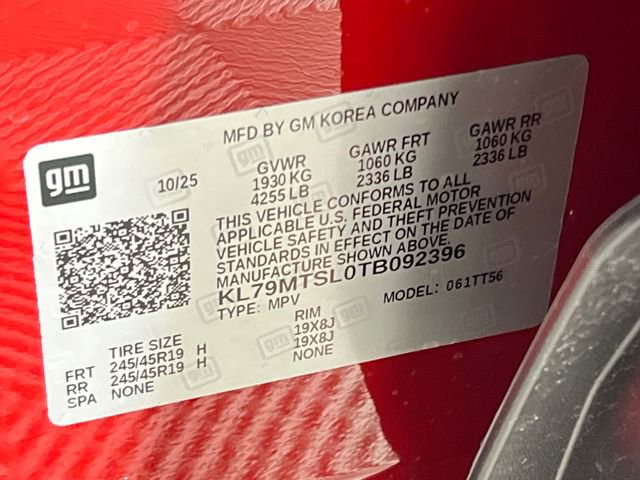 MFD BY GM KOREA COMPANY
gm
10/25
GVWR GAWR FRT GAWR RR
1930 KG 1060 KG 1060 KG
4255 LB 2336 LB 2336 LB
THIS VEHICLE CONFORMS TO ALL
APPLICABLE U.S. FEDERAL MOTOR
VEHICLE SAFETY AND THEFT PREVENTION
STANDARDS IN EFFECT ON THE DATE OF
MANUFACTURE SHOWN ABOVE.
KL79MTSL0TB092396
TYPE: MPV MODEL: 061TT56
TIRE SIZE RIM
FRT 245/45R19 H 19X8J
RR 245/45R19 H 19X8J
SPA NONE NONE